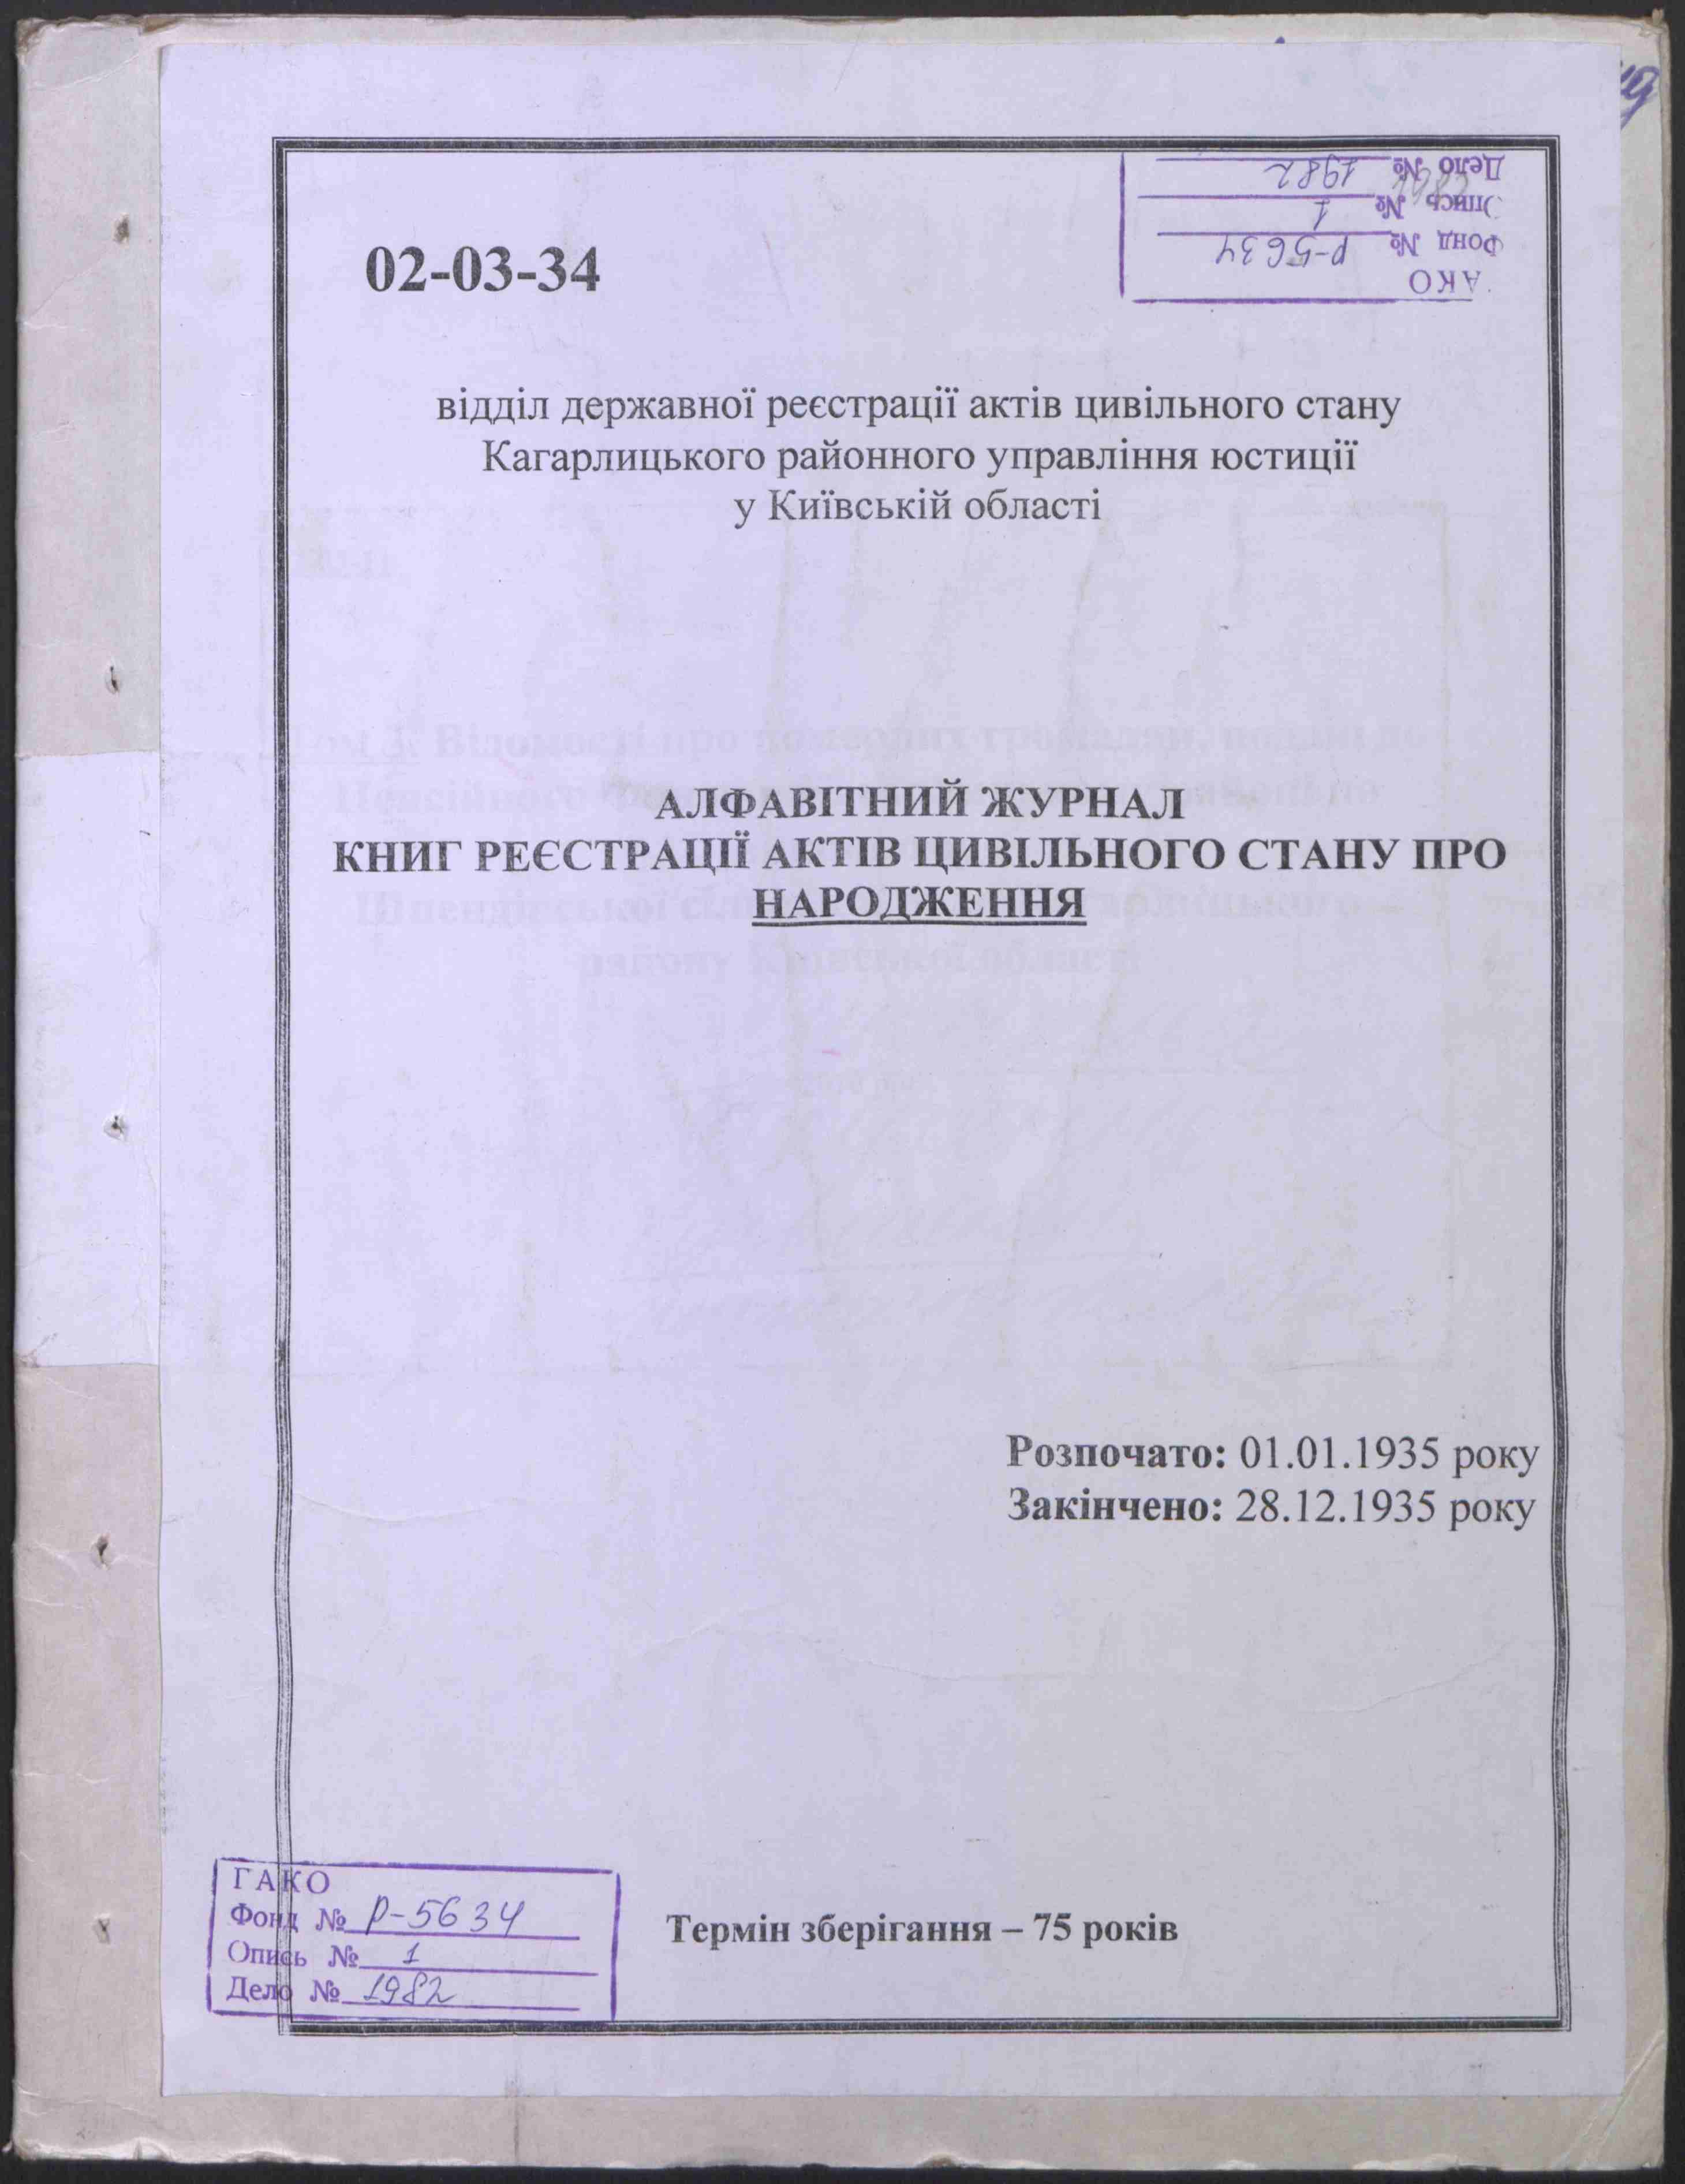 Дело № 1982
Опись № 1
Фонд № Р-5634
АКО
02-03-34
відділ державної реєстрації актів цивільного стану
Кагарлицького районного управління юстиції
у Київській області
АЛФАВІТНИЙ ЖУРНАЛ
КНИГ РЕЄСТРАЦІЇ АКТІВ ЦИВІЛЬНОГО СТАНУ ПРО
НАРОДЖЕННЯ
Розпочато: 01.01.1935 року
Закінчено: 28.12.1935 року
Термін зберігання – 75 років
ГАКО
Фонд № Р-5634
Опись № 1
Дело № 1982